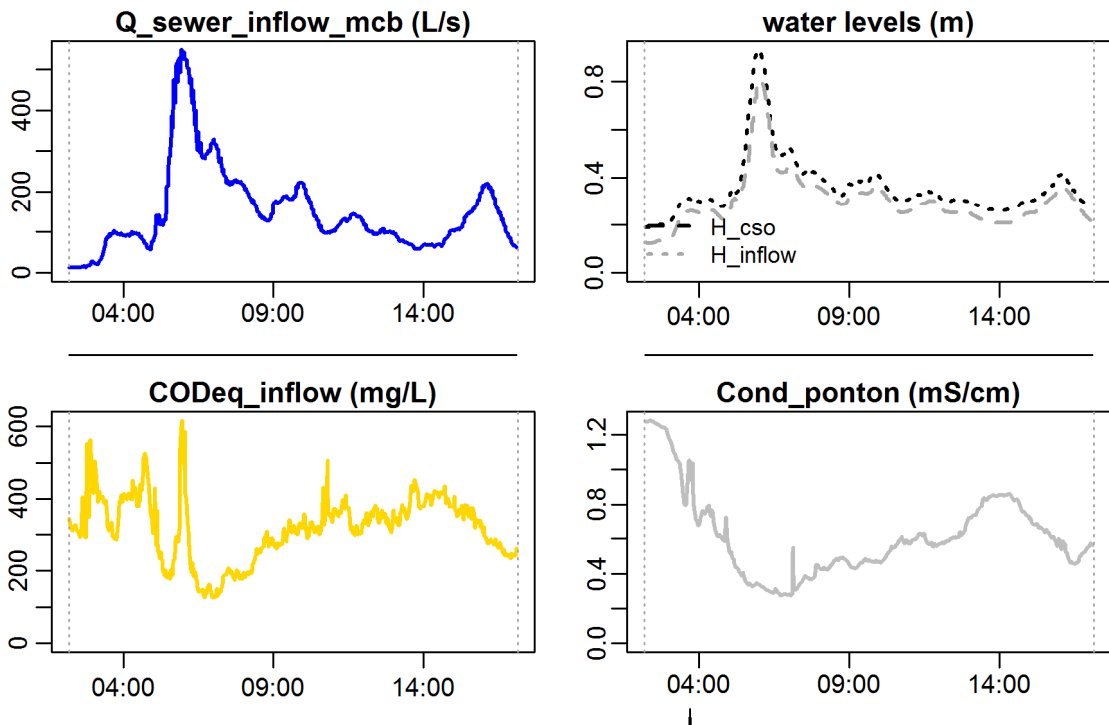 Q_sewer_inflow_mcb (L/s)
0 200 400
04:00 09:00 14:00
water levels (m)
0.0 0.4 0.8
H_cso
H_inflow
04:00 09:00 14:00
CODeq_inflow (mg/L)
0 200 400 600
04:00 09:00 14:00
Cond_ponton (mS/cm)
0.0 0.4 0.8 1.2
04:00 09:00 14:00